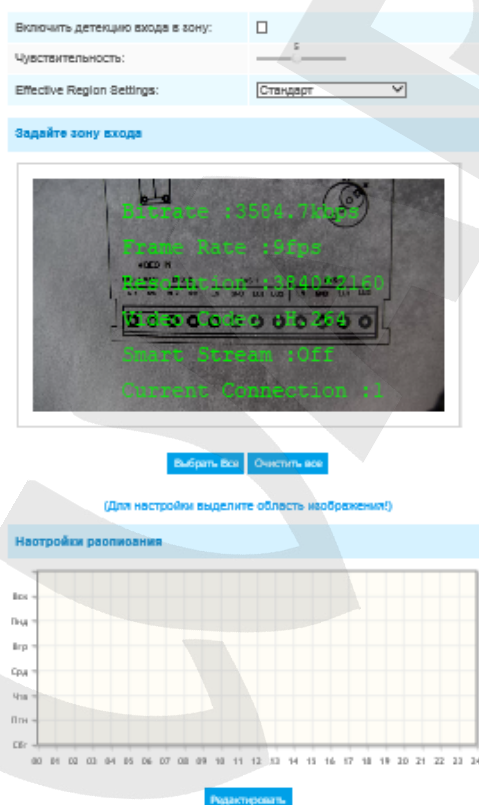 Включить детекцию входа в зону:
Чувствительность:
5
Effective Region Settings:
Стандарт
Задайте зону входа
Bitrate :3584.7kbps
Frame Rate :9fps
Resolution :3840*2160
Video Codec :H.264
Smart Stream :Off
Current Connection :1
Выбрать Все Очистить все
(Для настройки выделите область изображения!)
Настройки расписания
Вск
Пнд
Втр
Срд
Чтв
Птн
Сбт
00 01 02 03 04 05 06 07 08 09 10 11 12 13 14 15 16 17 18 19 20 21 22 23 24
Редактировать